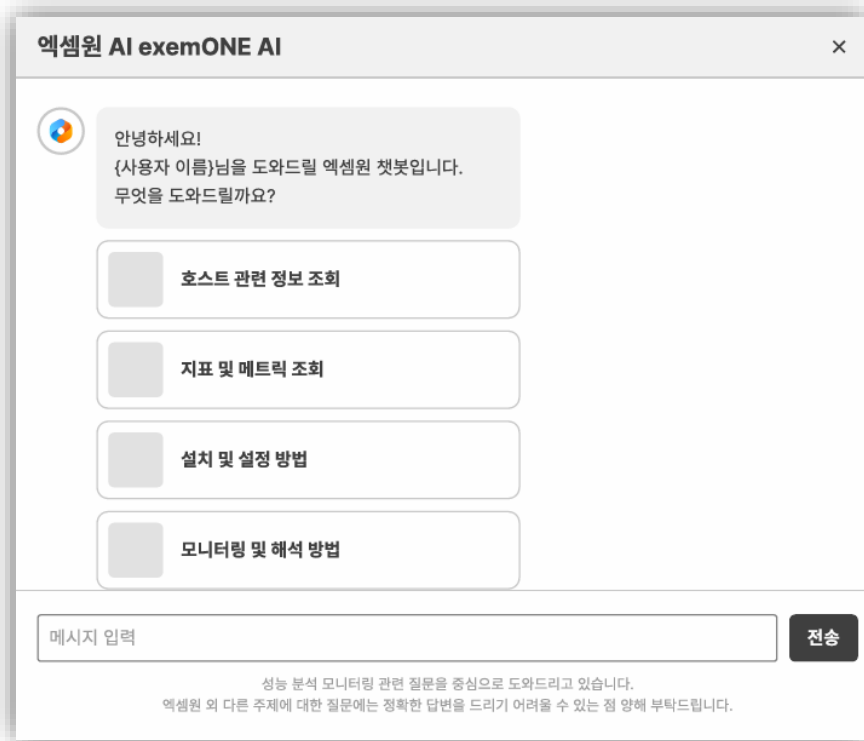 엑셈원 AI exemONE AI
안녕하세요!
{사용자 이름}님을 도와드릴 엑셈원 챗봇입니다.
무엇을 도와드릴까요?
호스트 관련 정보 조회
지표 및 메트릭 조회
설치 및 설정 방법
모니터링 및 해석 방법
메시지 입력
전송
성능 분석 모니터링 관련 질문을 중심으로 도와드리고 있습니다.
엑셈원 외 다른 주제에 대한 질문에는 정확한 답변을 드리기 어려울 수 있는 점 양해 부탁드립니다.